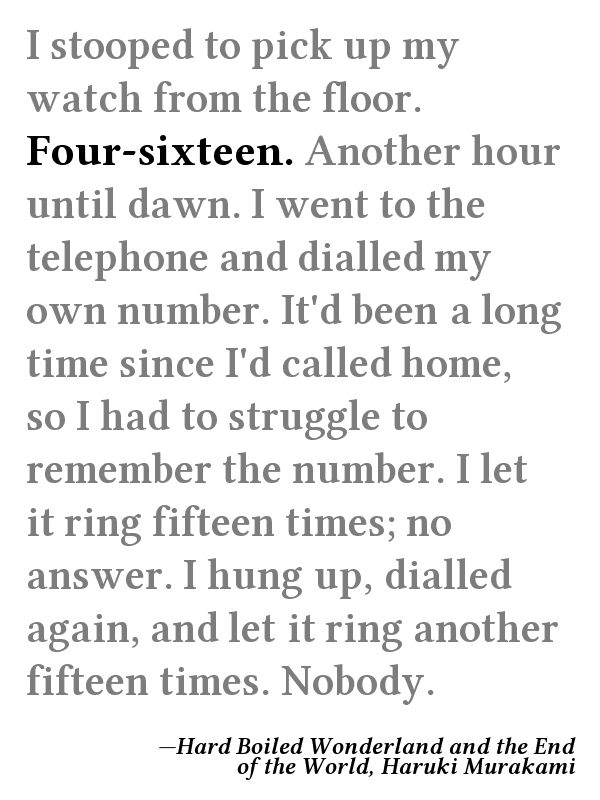 I stooped to pick up my
watch from the floor.
Four-sixteen. Another hour
until dawn. I went to the
telephone and dialled my
own number. It'd been a long
time since I'd called home,
so I had to struggle to
remember the number. I let
it ring fifteen times; no
answer. I hung up, dialled
again, and let it ring another
fifteen times. Nobody.
—Hard Boiled Wonderland and the End
of the World, Haruki Murakami